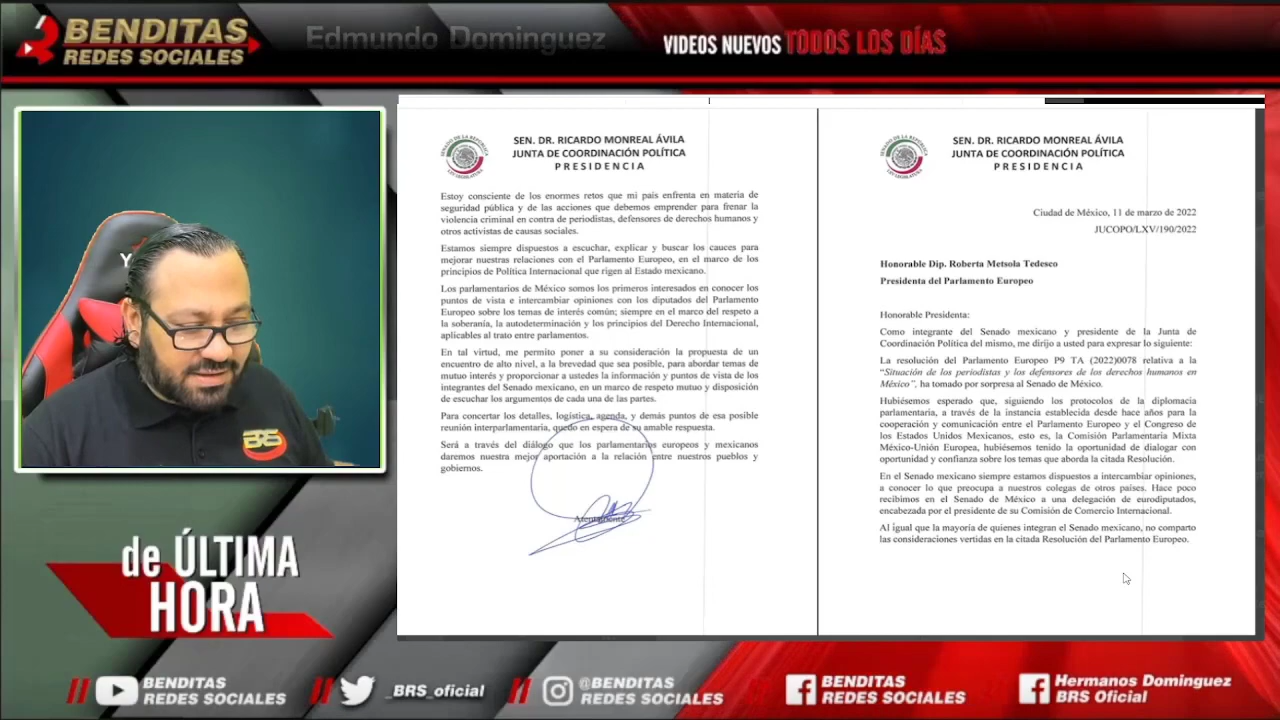 BENDITAS
REDES SOCIALES
Edmundo Dominguez
VIDEOS NUEVOS TODOS LOS DÍAS
Y
BRS
de ÚLTIMA
HORA
SEN. DR. RICARDO MONREAL ÁVILA
JUNTA DE COORDINACIÓN POLÍTICA
PRESIDENCIA
Estoy consciente de los enormes retos que mi país enfrenta en materia de
seguridad pública y de las acciones que debemos emprender para frenar la
violencia criminal en contra de periodistas, defensores de derechos humanos y
otros activistas de causas sociales.
Estamos siempre dispuestos a escuchar, explicar y buscar los cauces para
mejorar nuestras relaciones con el Parlamento Europeo, en el marco de los
principios de Política Internacional que rigen al Estado mexicano.
Los parlamentarios de México somos los primeros interesados en conocer los
puntos de vista e intercambiar opiniones con los diputados del Parlamento
Europeo sobre los temas de interés común; siempre en el marco del respeto a
la soberanía, la autodeterminación y los principios del Derecho Internacional,
aplicables al trato entre parlamentos.
En tal virtud, me permito poner a su consideración la propuesta de un
encuentro de alto nivel, a la brevedad que sea posible, para abordar temas de
mutuo interés y proporcionar a ustedes la información y puntos de vista de los
integrantes del Senado mexicano, en un marco de respeto mutuo y disposición
de escuchar los argumentos de cada una de las partes.
Para concertar los detalles, logística, agenda, y demás puntos de esa posible
reunión interparlamentaria, quedo en espera de su amable respuesta.
Será a través del diálogo que los parlamentarios europeos y mexicanos
daremos nuestra mejor aportación a la relación entre nuestros pueblos y
gobiernos.
Atentamente
SEN. DR. RICARDO MONREAL ÁVILA
JUNTA DE COORDINACIÓN POLÍTICA
PRESIDENCIA
Ciudad de México, 11 de marzo de 2022
JUCOPO/LXV/190/2022
Honorable Dip. Roberta Metsola Tedesco
Presidenta del Parlamento Europeo
Honorable Presidenta:
Como integrante del Senado mexicano y presidente de la Junta de
Coordinación Política del mismo, me dirijo a usted para expresar lo siguiente:
La resolución del Parlamento Europeo P9 TA (2022)0078 relativa a la
“Situación de los periodistas y los defensores de los derechos humanos en
México”, ha tomado por sorpresa al Senado de México.
Hubiésemos esperado que, siguiendo los protocolos de la diplomacia
parlamentaria, a través de la instancia establecida desde hace años para la
cooperación y comunicación entre el Parlamento Europeo y el Congreso de
los Estados Unidos Mexicanos, esto es, la Comisión Parlamentaria Mixta
México-Unión Europea, hubiésemos tenido la oportunidad de dialogar con
oportunidad y confianza sobre los temas que aborda la citada Resolución.
En el Senado mexicano siempre estamos dispuestos a intercambiar opiniones,
a conocer lo que preocupa a nuestros colegas de otros países. Hace poco
recibimos en el Senado de México a una delegación de eurodiputados,
encabezada por el presidente de su Comisión de Comercio Internacional.
Al igual que la mayoría de quienes integran el Senado mexicano, no comparto
las consideraciones vertidas en la citada Resolución del Parlamento Europeo.
BENDITAS
REDES SOCIALES
_BRS_oficial
@BENDITAS
REDES SOCIALES
BENDITAS
REDES SOCIALES
Hermanos Dominguez
BRS Oficial